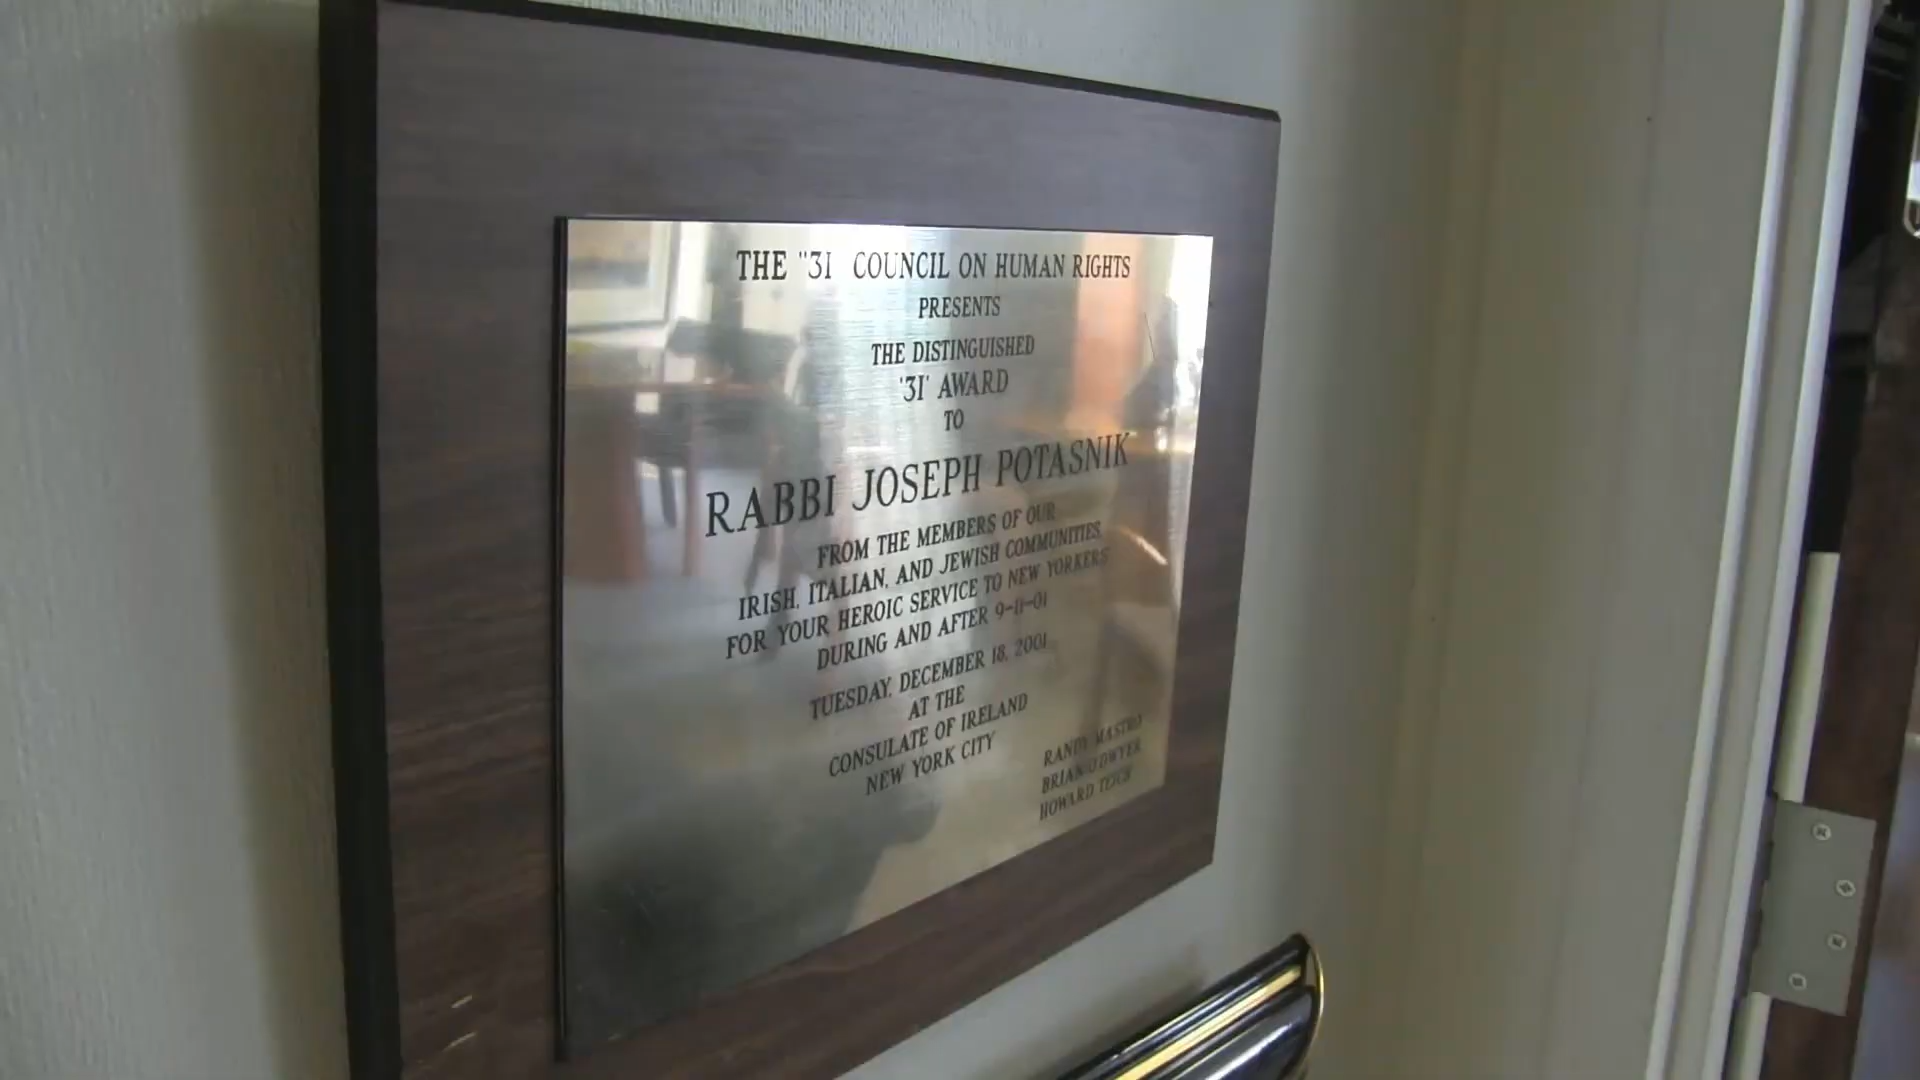 THE "31 COUNCIL ON HUMAN RIGHTS
PRESENTS
THE DISTINGUISHED
'31' AWARD
TO
RABBI JOSEPH POTASNIK
FROM THE MEMBERS OF OUR
IRISH, ITALIAN, AND JEWISH COMMUNITIES
FOR YOUR HEROIC SERVICE TO NEW YORKERS
DURING AND AFTER 9-11-01
TUESDAY, DECEMBER 18, 2001
AT THE
CONSULATE OF IRELAND
NEW YORK CITY
RANDY MASTRO
BRIAN O'DWYER
HOWARD TEICH